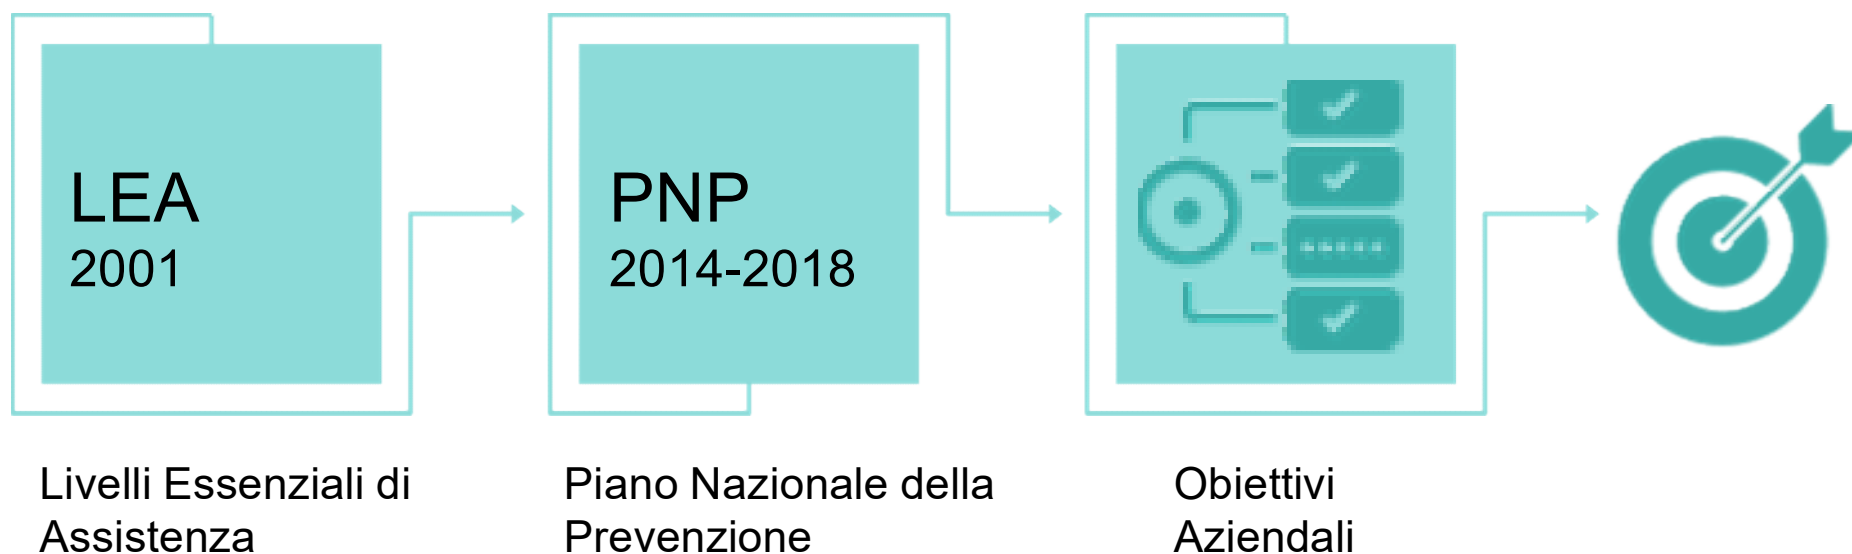 LEA
2001
PNP
2014-2018
Livelli Essenziali di
Assistenza
Piano Nazionale della
Prevenzione
Obiettivi
Aziendali